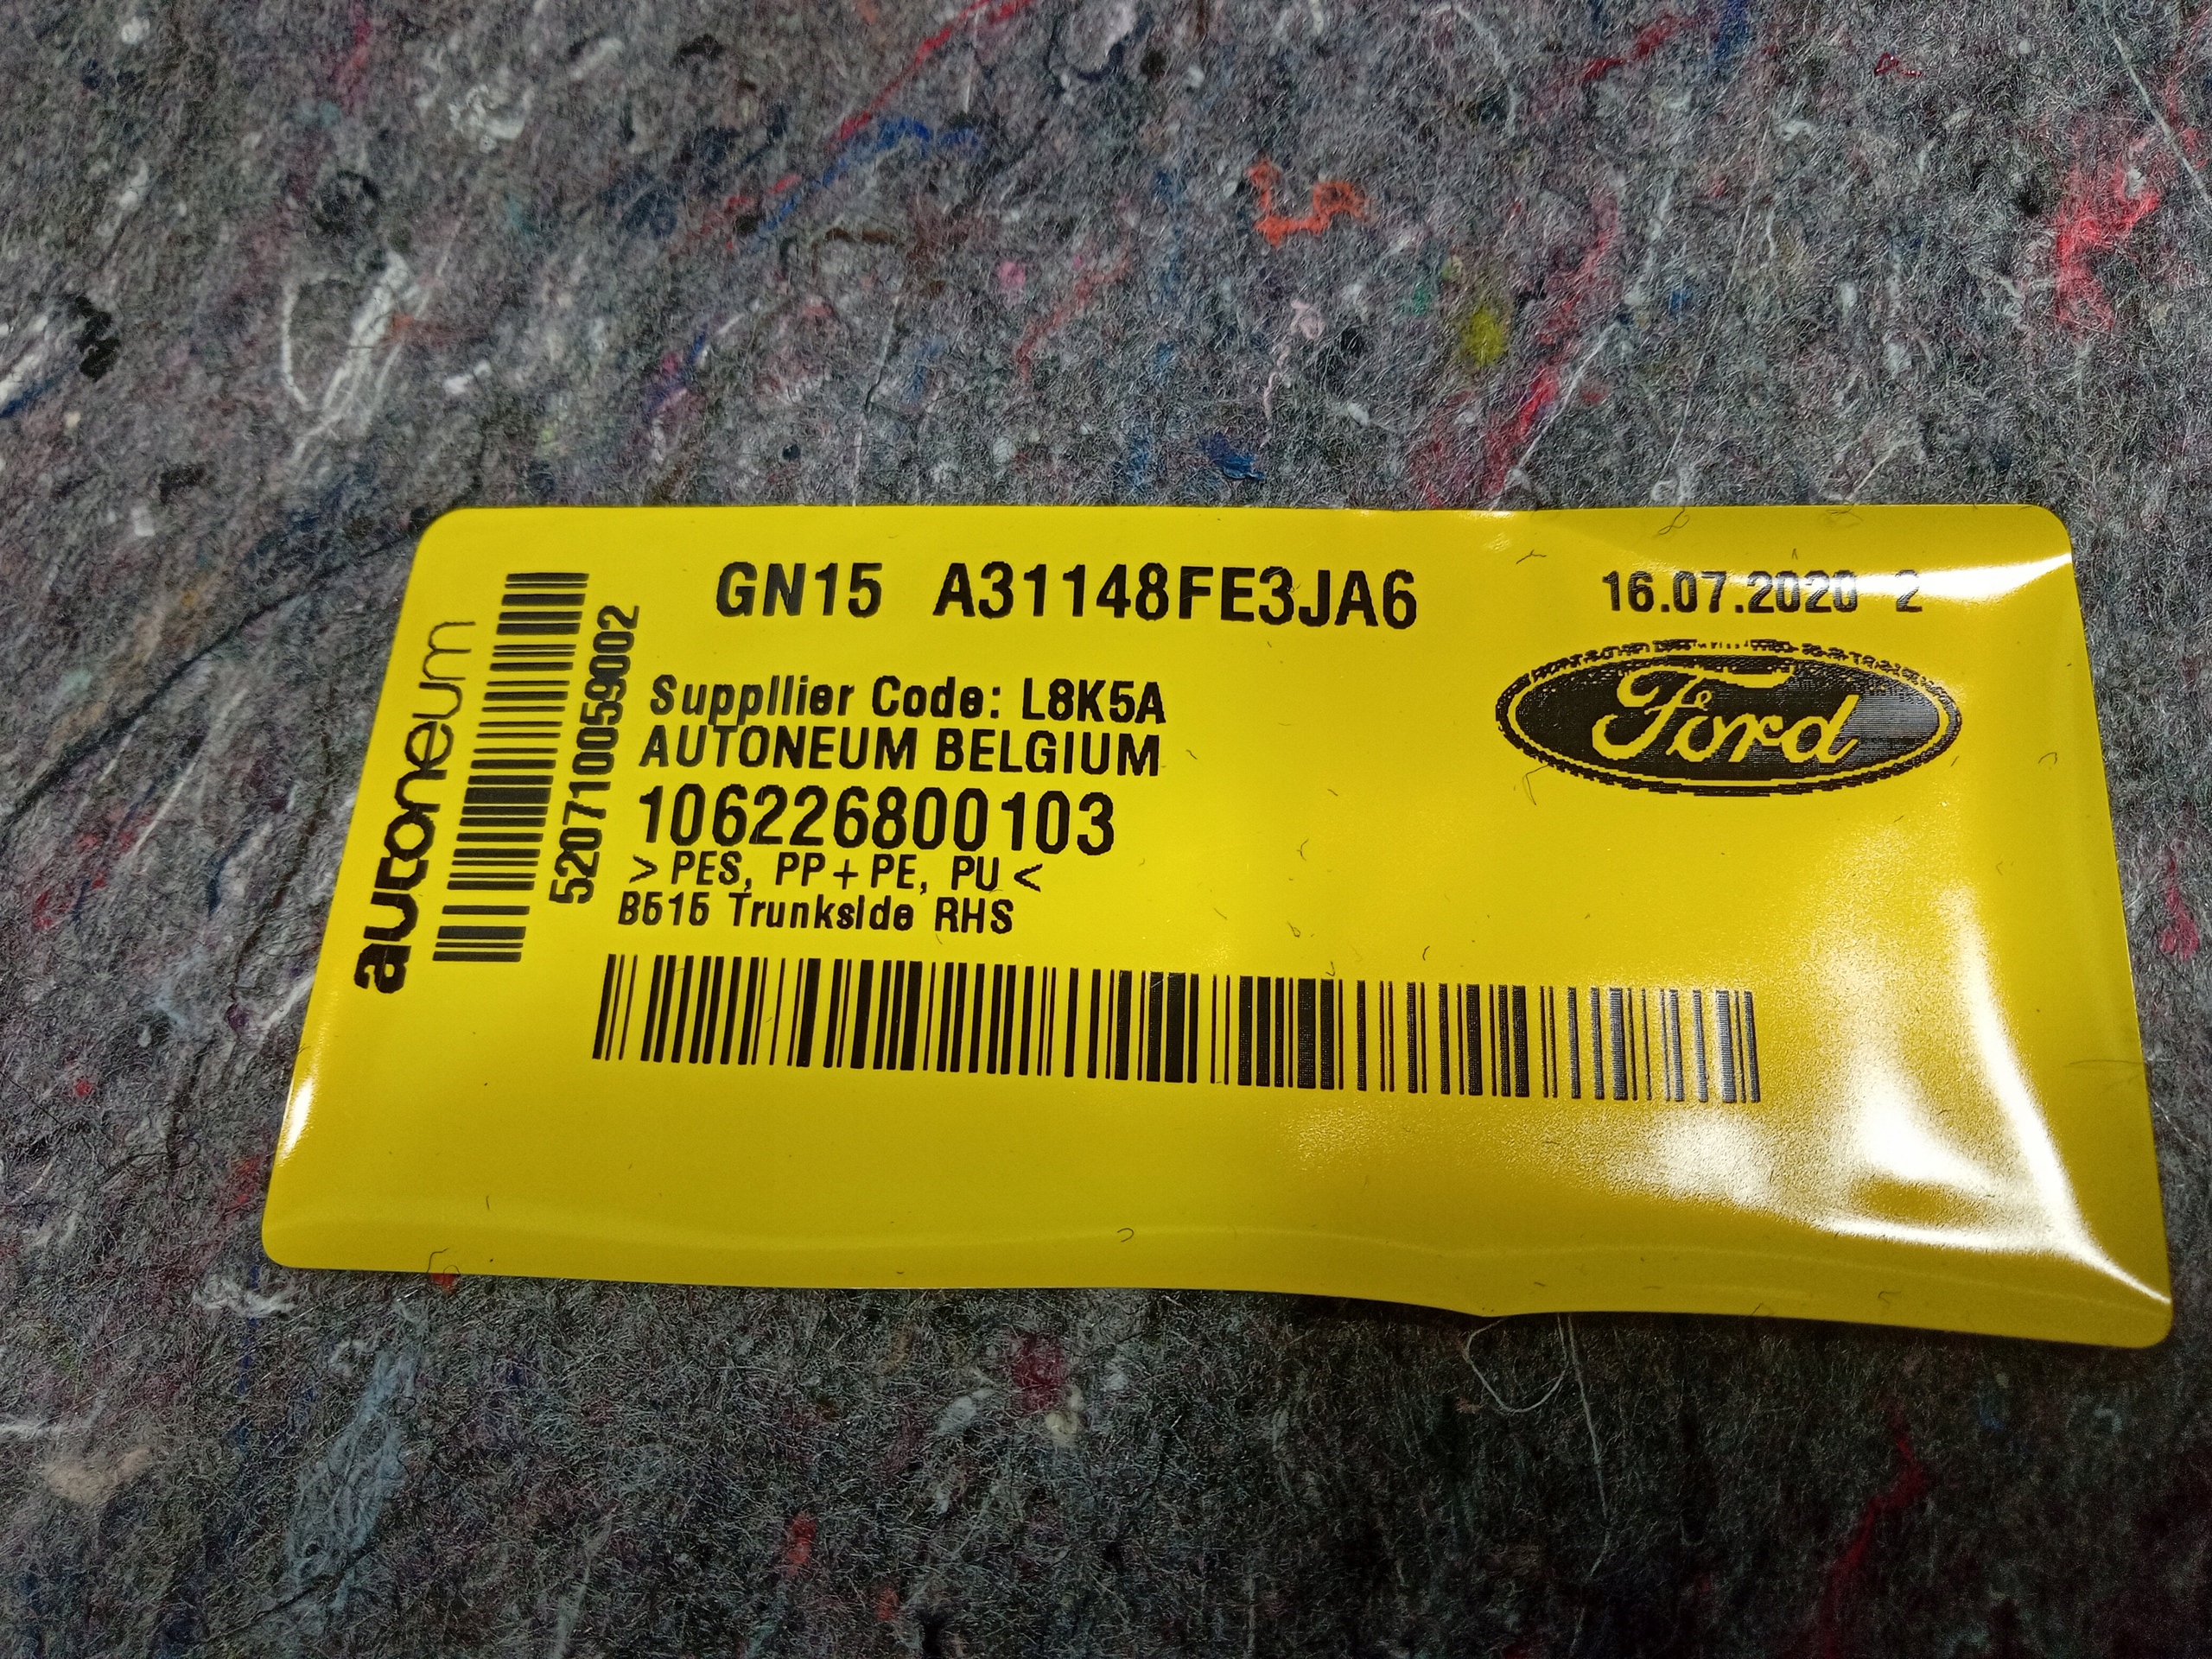 GN15 A31148FE3JA6
16.07.2020 2
Ford
autoneum
520710059002
Suppllier Code: L8K5A
AUTONEUM BELGIUM
106226800103
> PES, PP + PE, PU <
B515 Trunkside RHS